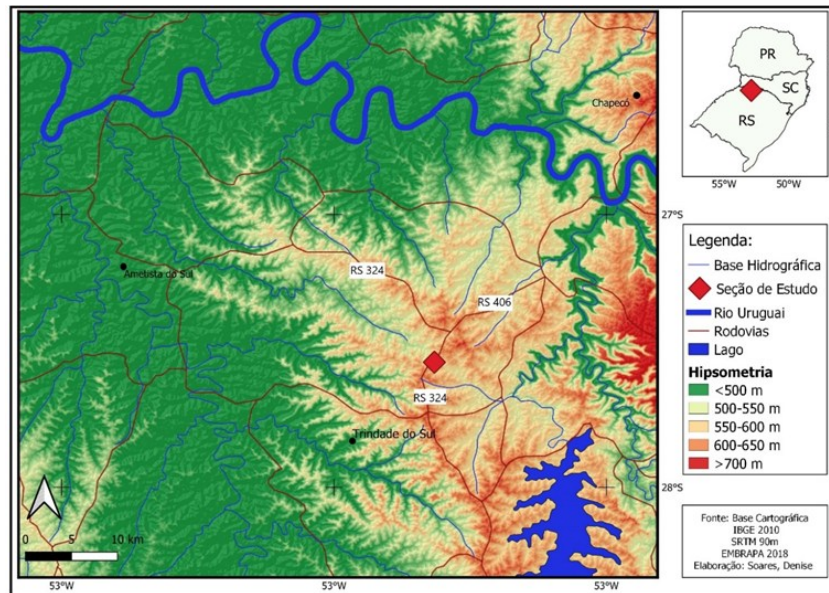 Chapecó
27°S
Ametista do Sul
RS 324
RS 406
RS 324
Trindade do Sul
28°S
0 5 10 km
53°W 53°W 53°W
PR
SC
RS
55°W 50°W
Legenda:
Base Hidrográfica
Seção de Estudo
Rio Uruguai
Rodovias
Lago
Hipsometria
<500 m
500-550 m
550-600 m
600-650 m
>700 m
Fonte: Base Cartográfica
IBGE 2010
SRTM 90m
EMBRAPA 2018
Elaboração: Soares, Denise